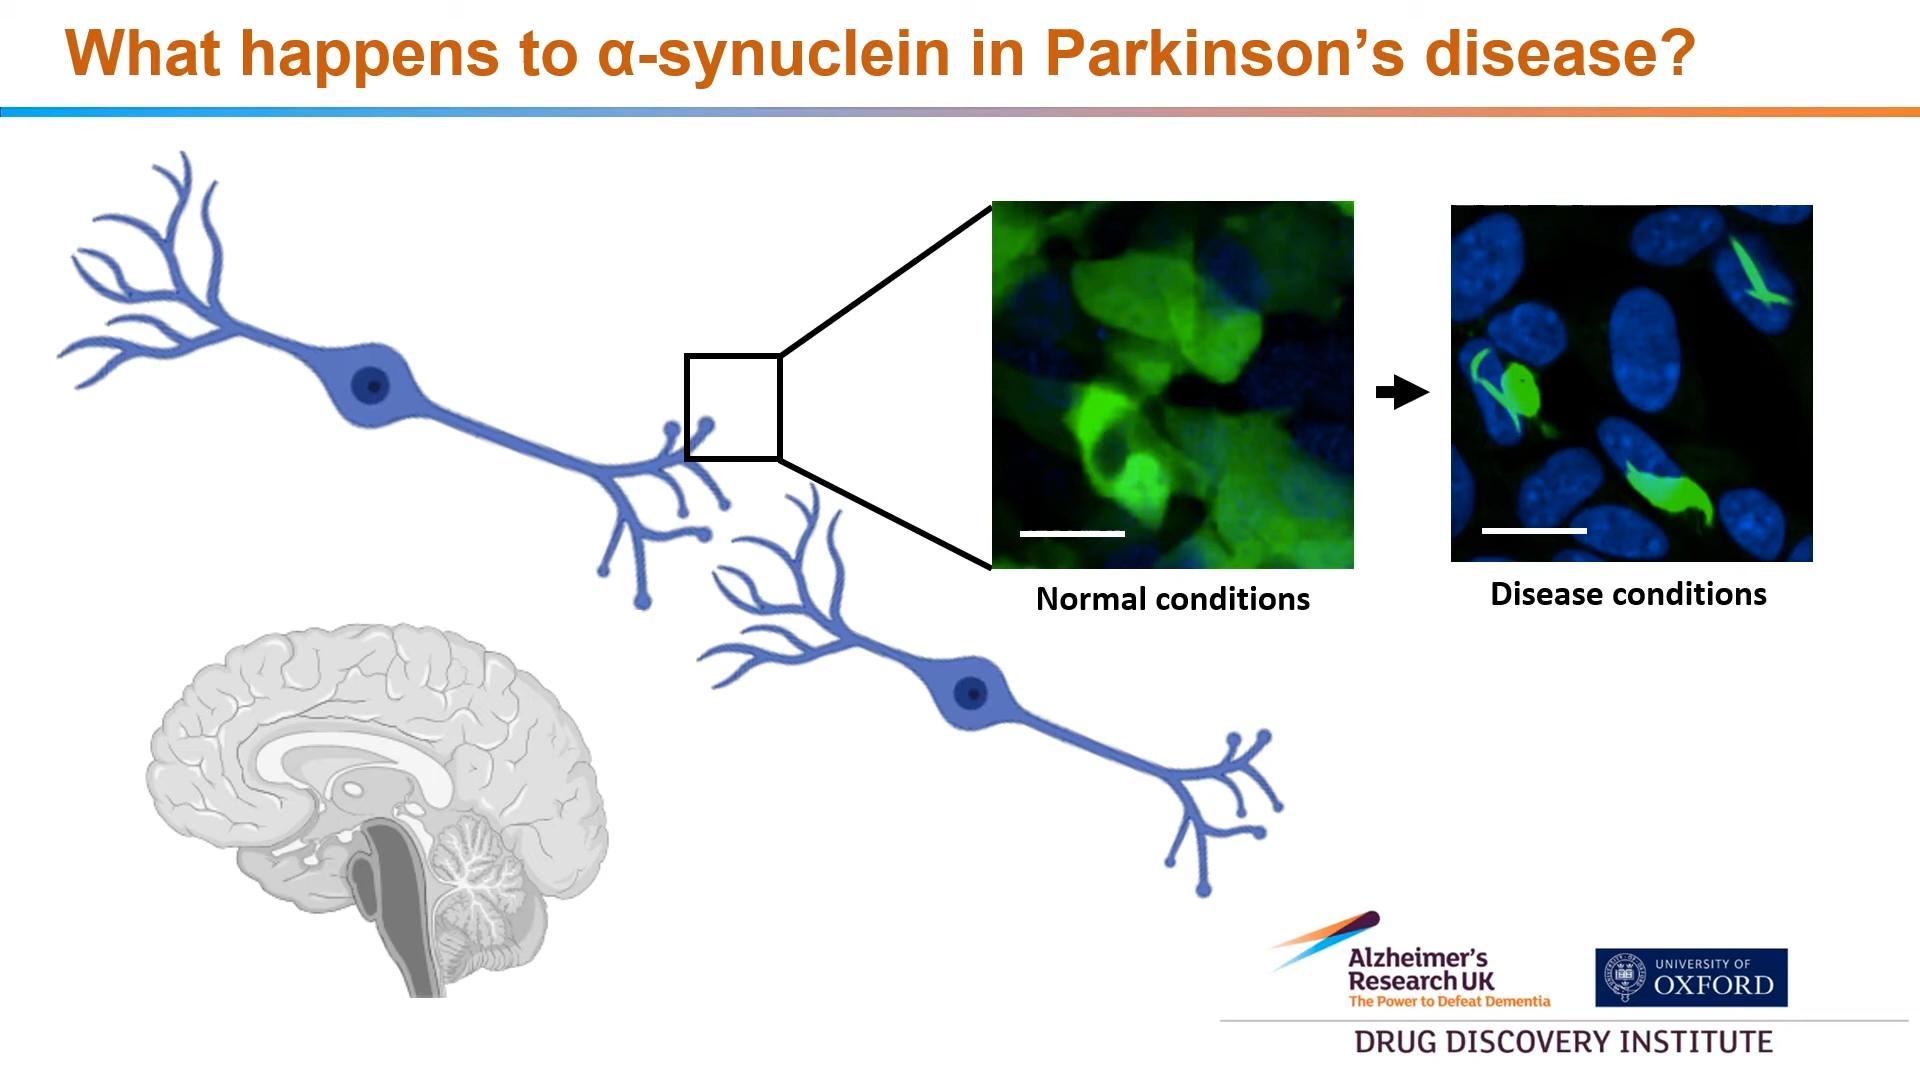 What happens to α-synuclein in Parkinson’s disease?
Normal conditions
Disease conditions
Alzheimer's
Research UK
The Power to Defeat Dementia
UNIVERSITY OF
OXFORD
DRUG DISCOVERY INSTITUTE